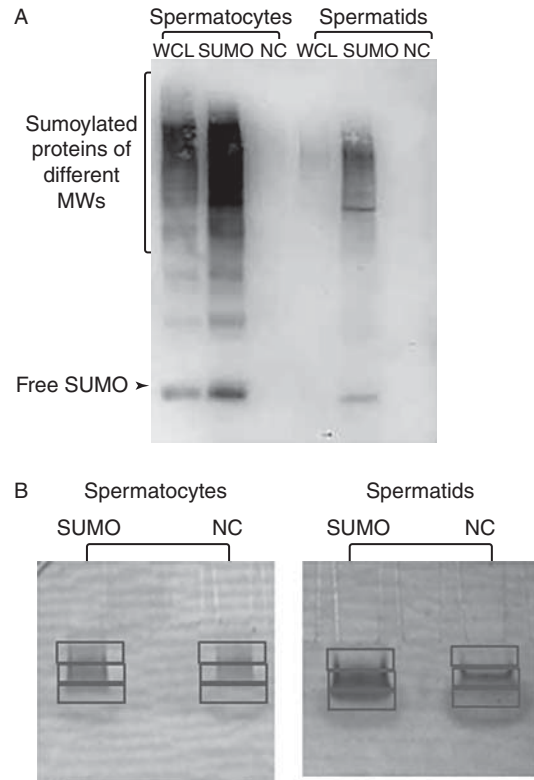 A
Spermatocytes Spermatids
WCL SUMO NC WCL SUMO NC
Sumoylated
proteins of
different
MWs
Free SUMO
B
Spermatocytes Spermatids
SUMO NC SUMO NC